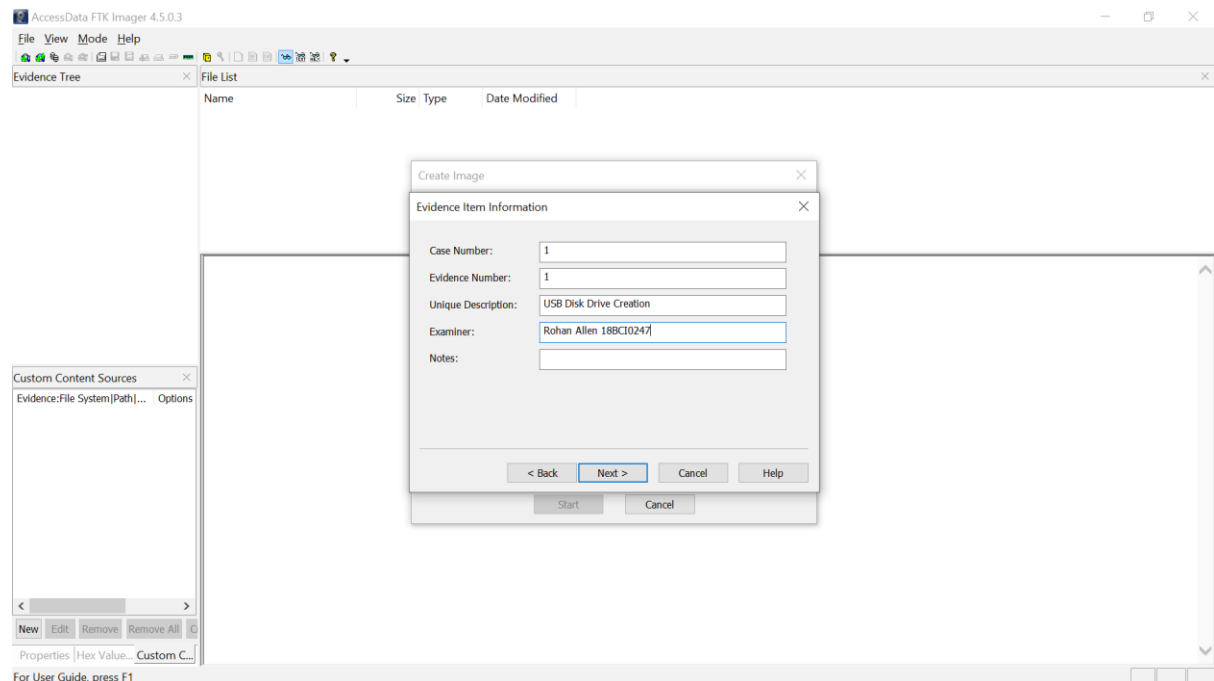 AccessData FTK Imager 4.5.0.3
File View Mode Help
Evidence Tree
File List
Name Size Type Date Modified
Create Image
Evidence Item Information
Case Number: 1
Evidence Number: 1
Unique Description: USB Disk Drive Creation
Examiner: Rohan Allen 18BCI0247
Notes:
< Back Next > Cancel Help
Start Cancel
Custom Content Sources
Evidence:File System|Path|... Options
New Edit Remove Remove All C
Properties Hex Value... Custom C...
For User Guide, press F1